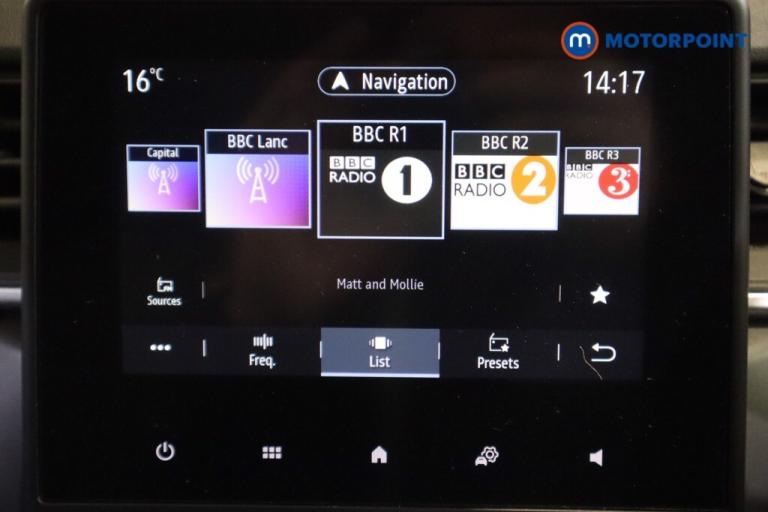 m MOTORPOINT
16°C
Navigation
14:17
Capital
BBC Lanc
BBC R1
BBC R2
BBC R3
BBC
RADIO 1
BBC
RADIO 2
BBC
RADIO 3
Matt and Mollie
Sources
Freq.
List
Presets